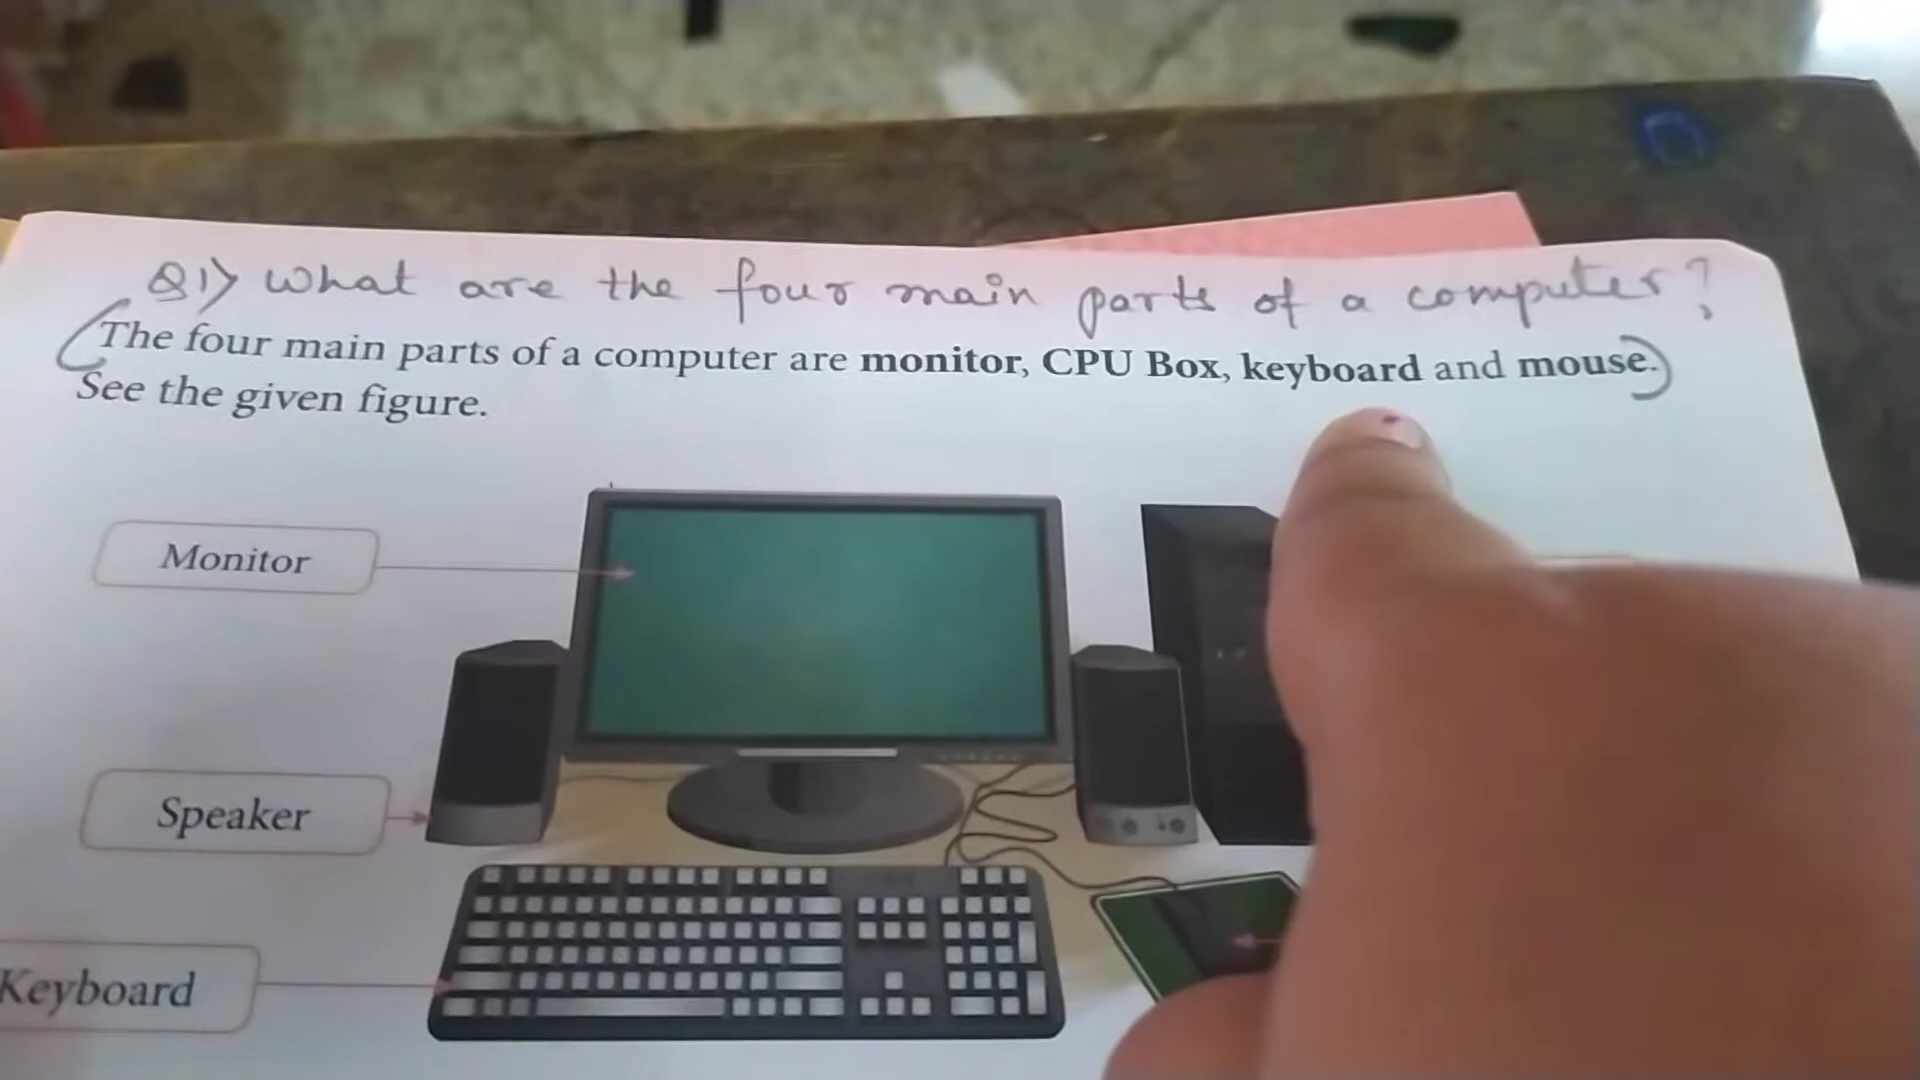 Q1) What are the four main parts of a computer?
(The four main parts of a computer are monitor, CPU Box, keyboard and mouse.)
See the given figure.
Monitor
Speaker
Keyboard